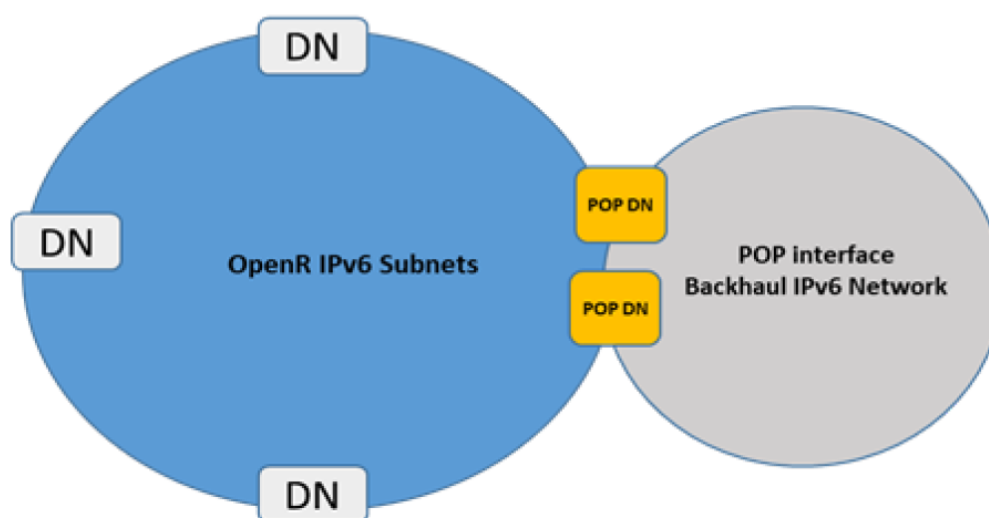 DN
POP DN
DN
OpenR IPv6 Subnets
POP interface
Backhaul IPv6 Network
POP DN
DN